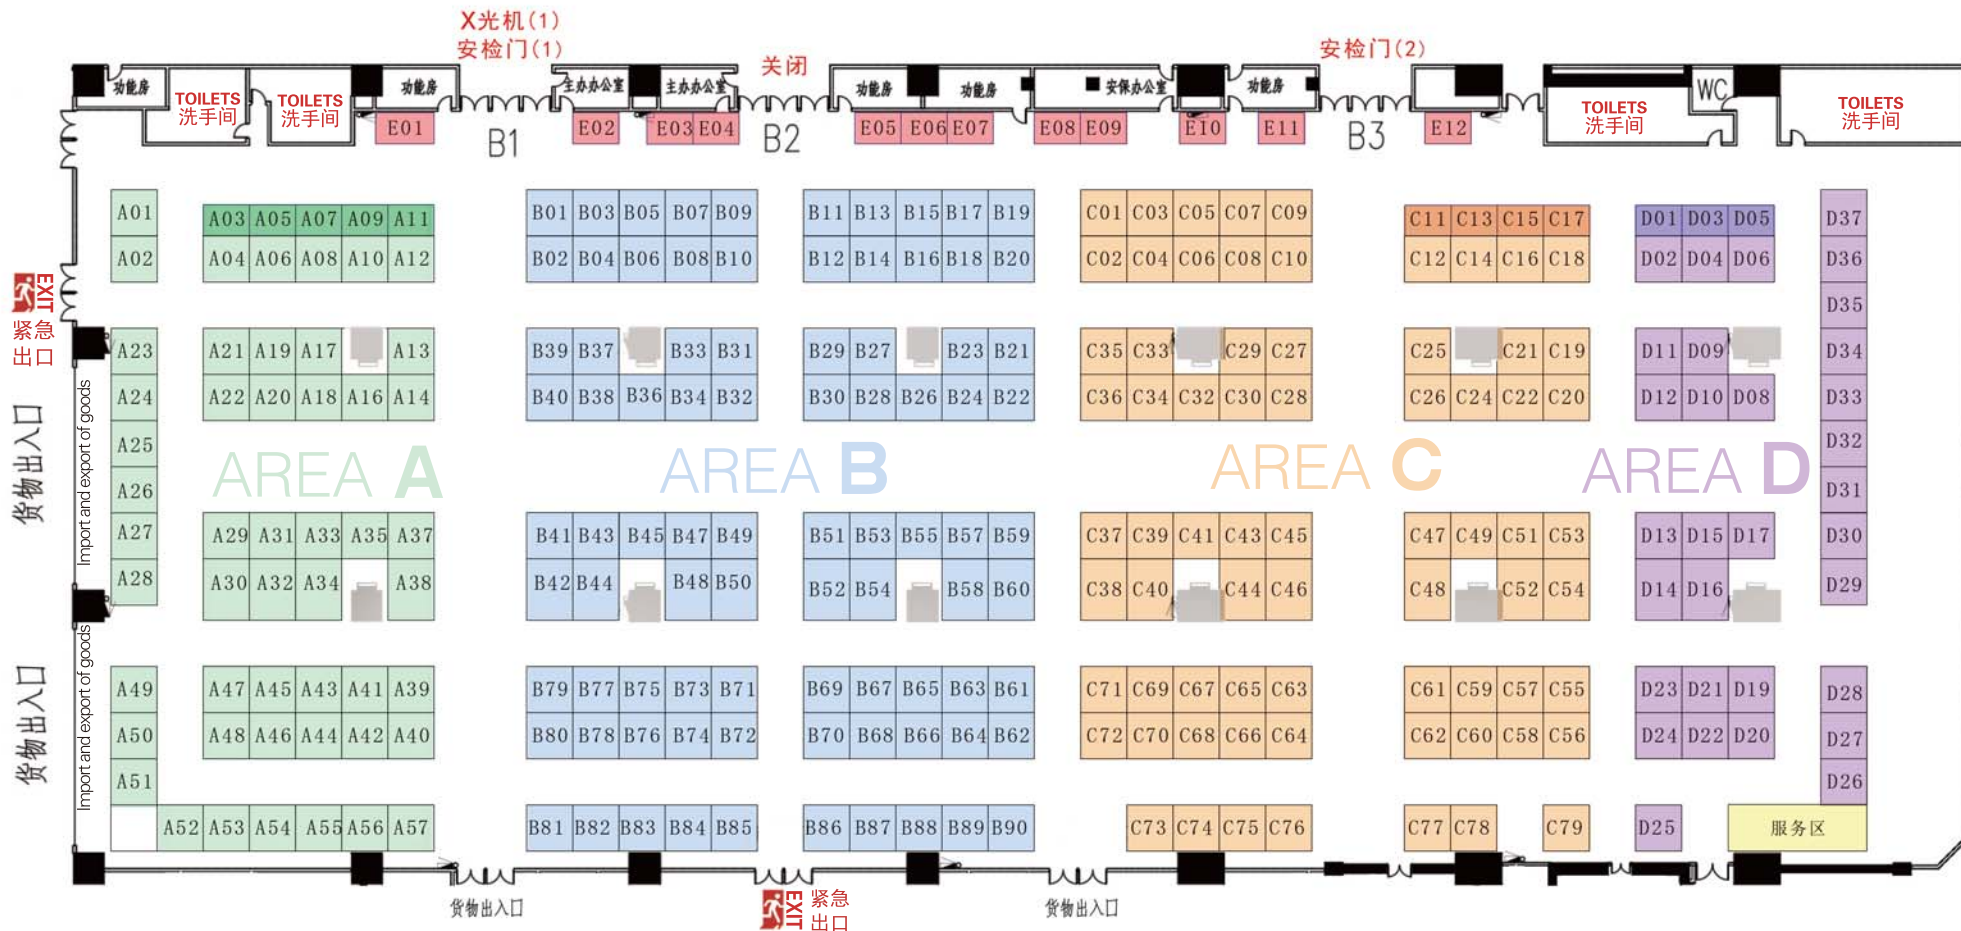 X光机(1)
安检门(1)
关闭
安检门(2)
功能房
TOILETS
洗手间
TOILETS
洗手间
功能房
主办办公室
主办办公室
功能房
功能房
安保办公室
功能房
TOILETS
洗手间
WC
TOILETS
洗手间
E01
B1
E02
E03 E04
B2
E05 E06 E07
E08 E09
E10
E11
B3
E12
A01
A03 A05 A07 A09 A11
B01 B03 B05 B07 B09
B11 B13 B15 B17 B19
C01 C03 C05 C07 C09
C11 C13 C15 C17
D01 D03 D05
D37
A02
A04 A06 A08 A10 A12
B02 B04 B06 B08 B10
B12 B14 B16 B18 B20
C02 C04 C06 C08 C10
C12 C14 C16 C18
D02 D04 D06
D36
EXIT
紧急
出口
D35
A23
A21 A19 A17 A13
B39 B37 B33 B31
B29 B27 B23 B21
C35 C33 C29 C27
C25 C21 C19
D11 D09
D34
A24
A22 A20 A18 A16 A14
B40 B38 B36 B34 B32
B30 B28 B26 B24 B22
C36 C34 C32 C30 C28
C26 C24 C22 C20
D12 D10 D08
D33
货物出入口
Import and export of goods
A25
D32
AREA A
AREA B
AREA C
AREA D
A26
D31
A27
A29 A31 A33 A35 A37
B41 B43 B45 B47 B49
B51 B53 B55 B57 B59
C37 C39 C41 C43 C45
C47 C49 C51 C53
D13 D15 D17
D30
A28
A30 A32 A34 A38
B42 B44 B48 B50
B52 B54 B58 B60
C38 C40 C44 C46
C48 C52 C54
D14 D16
D29
货物出入口
Import and export of goods
A49
A47 A45 A43 A41 A39
B79 B77 B75 B73 B71
B69 B67 B65 B63 B61
C71 C69 C67 C65 C63
C61 C59 C57 C55
D23 D21 D19
D28
A50
A48 A46 A44 A42 A40
B80 B78 B76 B74 B72
B70 B68 B66 B64 B62
C72 C70 C68 C66 C64
C62 C60 C58 C56
D24 D22 D20
D27
A51
D26
A52 A53 A54 A55 A56 A57
B81 B82 B83 B84 B85
B86 B87 B88 B89 B90
C73 C74 C75 C76
C77 C78
C79
D25
服务区
货物出入口
EXIT
紧急
出口
货物出入口